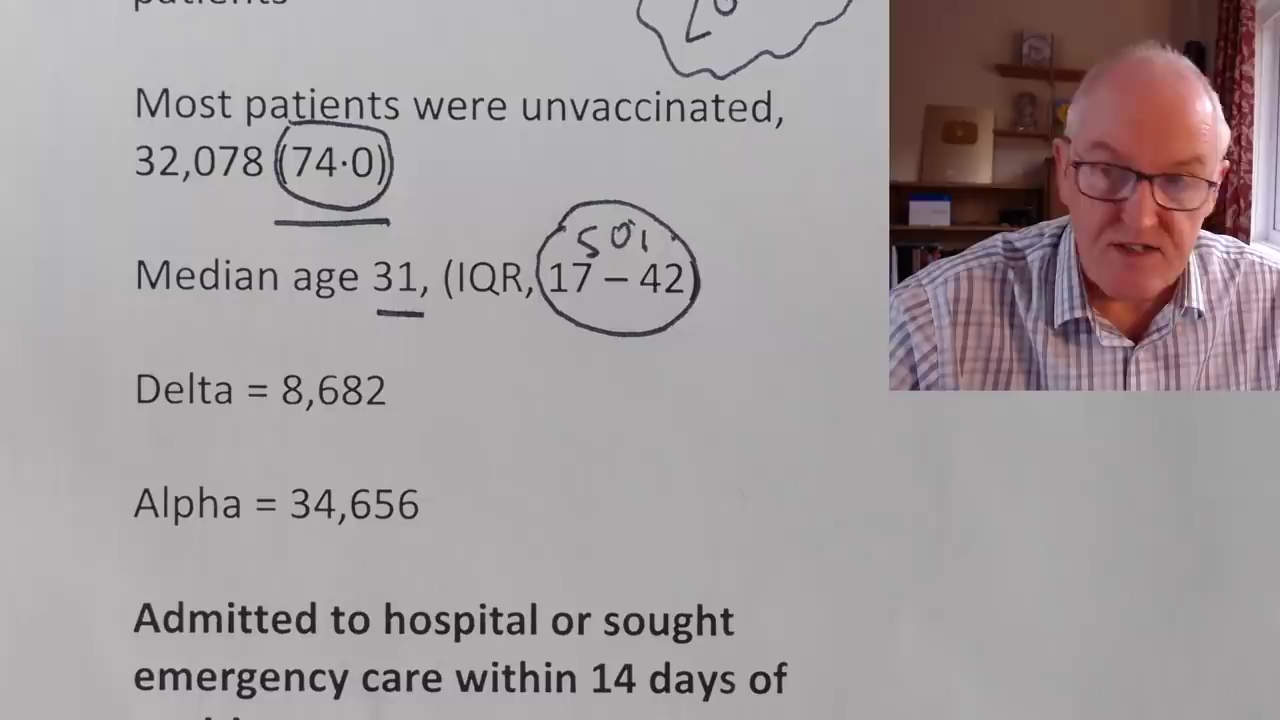 patients
Most patients were unvaccinated,
32,078 (74·0)
50%
Median age 31, (IQR, 17 – 42)
Delta = 8,682
Alpha = 34,656
Admitted to hospital or sought
emergency care within 14 days of